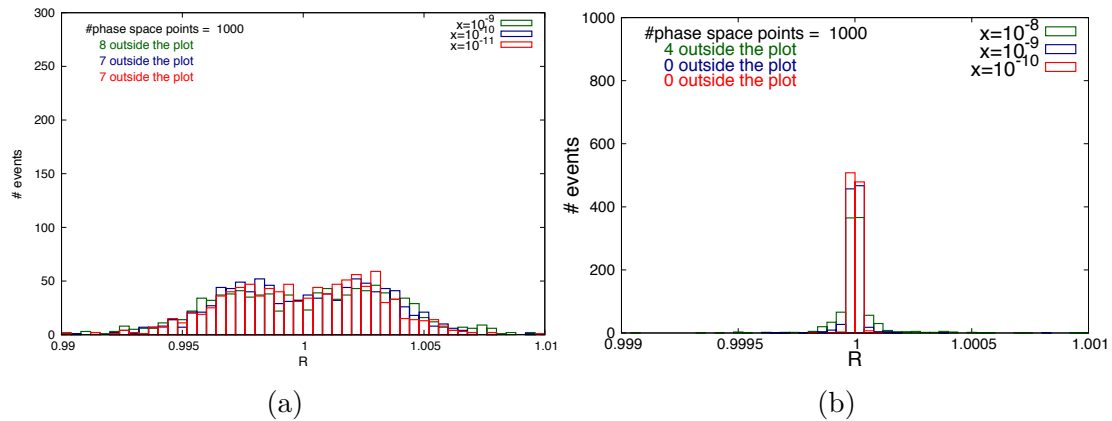 #phase space points = 1000
8 outside the plot
7 outside the plot
7 outside the plot
x=10^-9
x=10^-10
x=10^-11
300
250
200
150
100
50
0
# events
0.99
0.995
1
1.005
1.01
R
(a)
#phase space points = 1000
4 outside the plot
0 outside the plot
0 outside the plot
x=10^-8
x=10^-9
x=10^-10
1000
800
600
400
200
0
# events
0.999
0.9995
1
1.0005
1.001
R
(b)